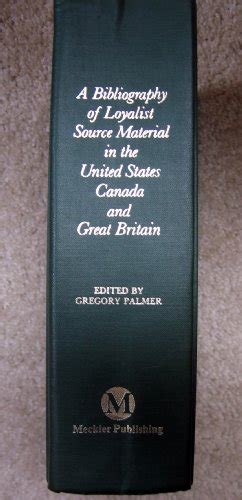 A Bibliography
of Loyalist
Source Material
in the
United States
Canada
and
Great Britain
EDITED BY
GREGORY PALMER
M
Meckler Publishing